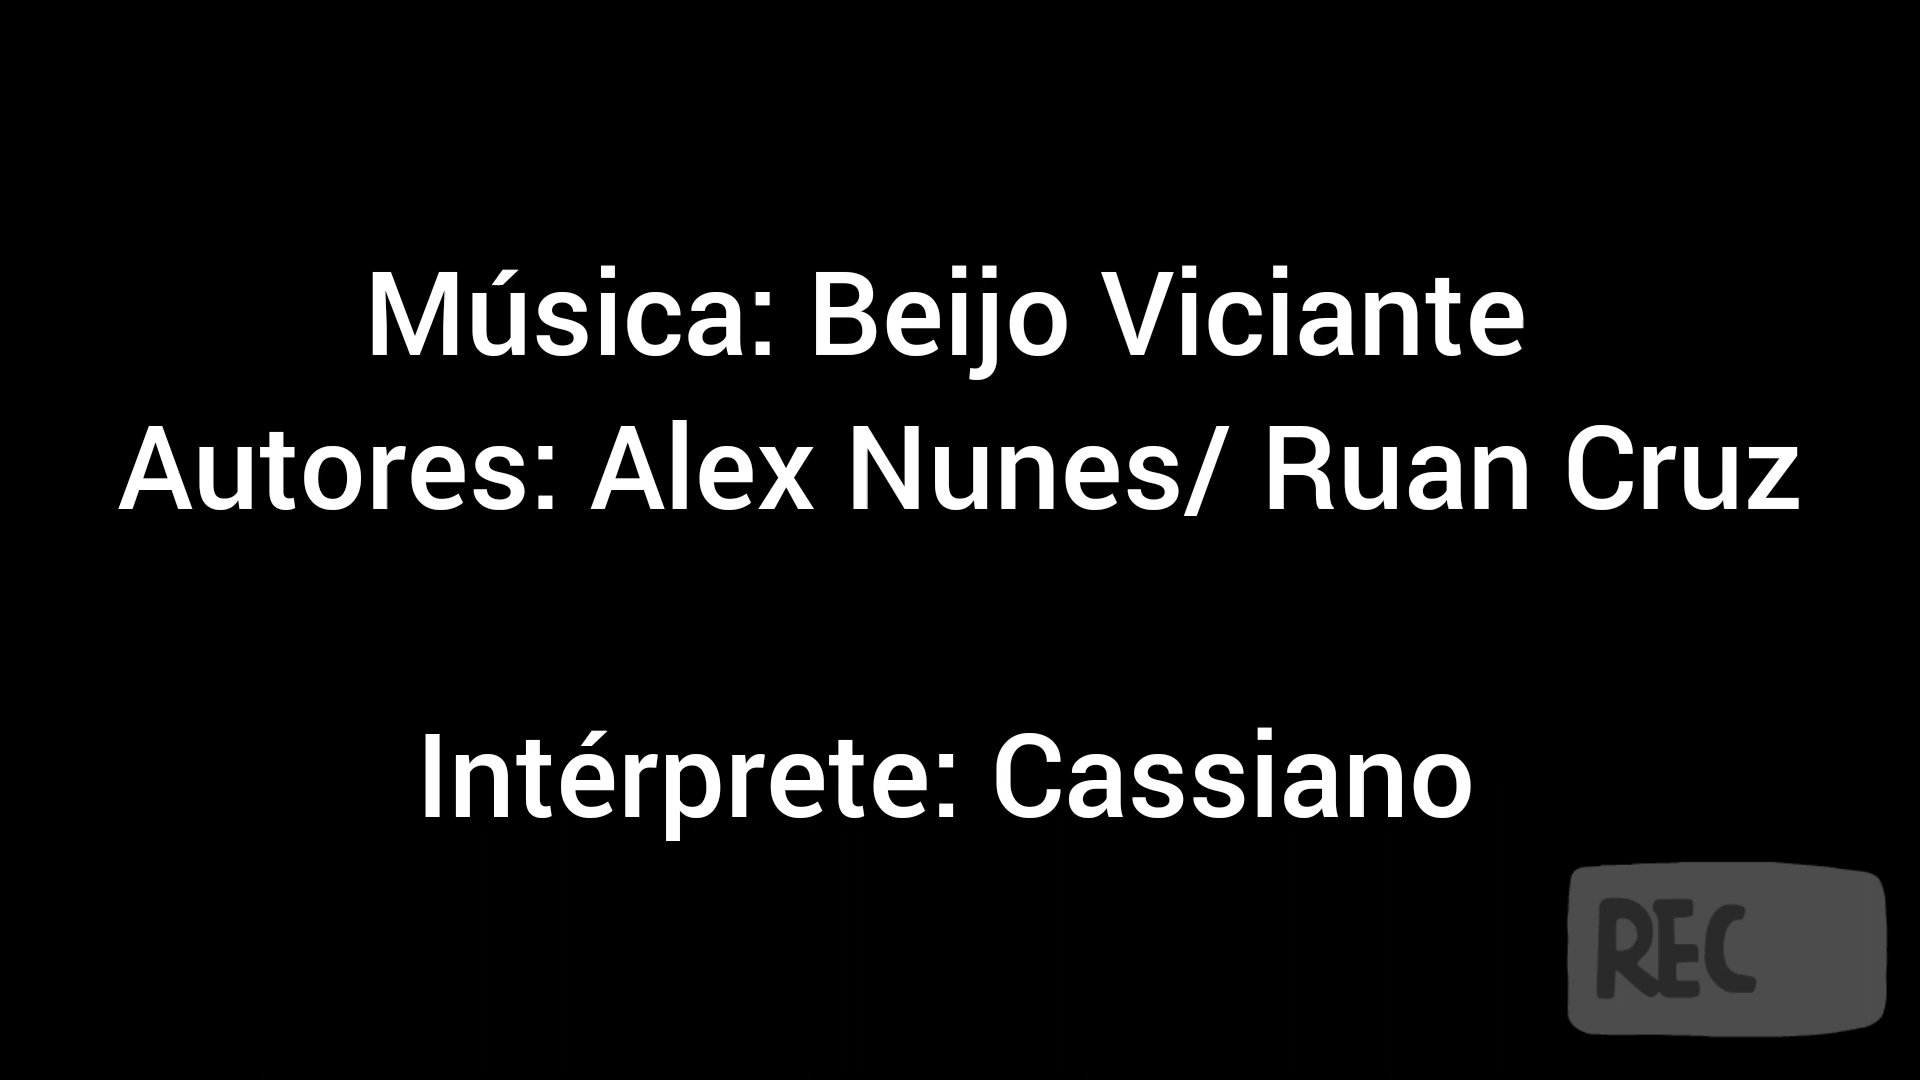 Música: Beijo Viciante
Autores: Alex Nunes/ Ruan Cruz
Intérprete: Cassiano
REC